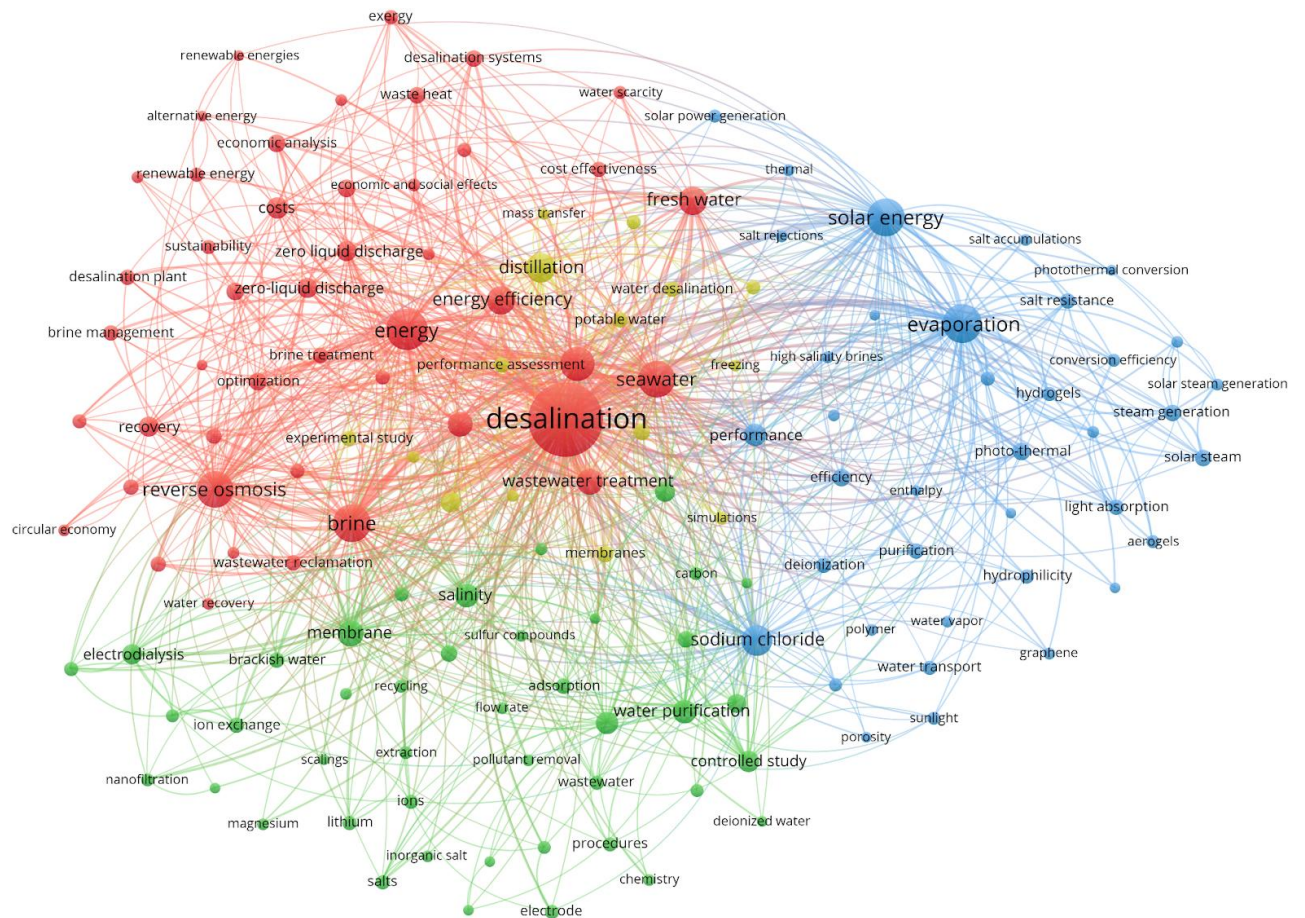 exergy
renewable energies
desalination systems
waste heat
water scarcity
alternative energy
solar power generation
economic analysis
renewable energy
cost effectiveness
thermal
economic and social effects
fresh water
costs
mass transfer
solar energy
sustainability
zero liquid discharge
salt rejections
salt accumulations
desalination plant
distillation
photothermal conversion
zero-liquid discharge
energy efficiency
water desalination
salt resistance
brine management
energy
potable water
evaporation
brine treatment
performance assessment
freezing
high salinity brines
conversion efficiency
optimization
seawater
hydrogels
solar steam generation
desalination
steam generation
recovery
experimental study
performance
photo-thermal
solar steam
reverse osmosis
wastewater treatment
efficiency
enthalpy
light absorption
circular economy
brine
simulations
aerogels
wastewater reclamation
membranes
carbon
deionization
purification
hydrophilicity
water recovery
salinity
membrane
sulfur compounds
sodium chloride
polymer
water vapor
electrodialysis
brackish water
graphene
recycling
adsorption
water transport
ion exchange
flow rate
water purification
sunlight
scalings
extraction
pollutant removal
controlled study
porosity
nanofiltration
wastewater
magnesium
lithium
ions
deionized water
inorganic salt
procedures
salts
chemistry
electrode